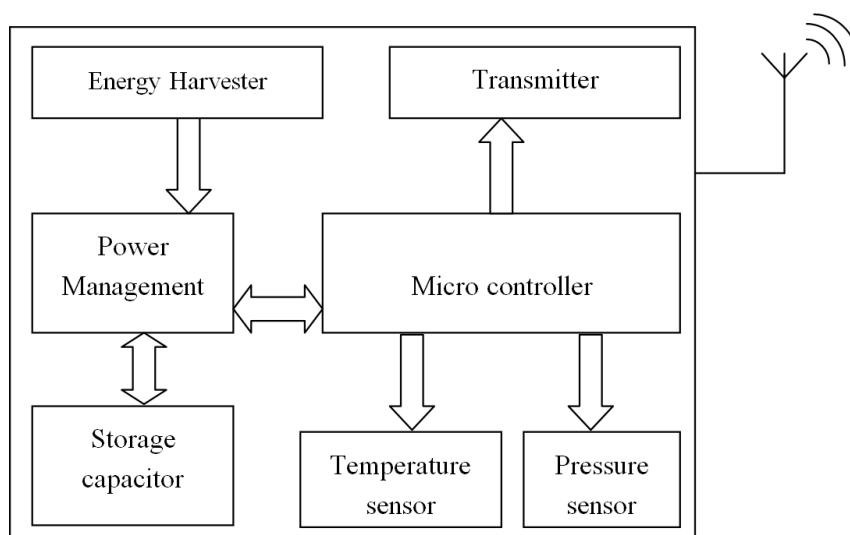 Energy Harvester
Transmitter
Power
Management
Micro controller
Storage
capacitor
Temperature
sensor
Pressure
sensor